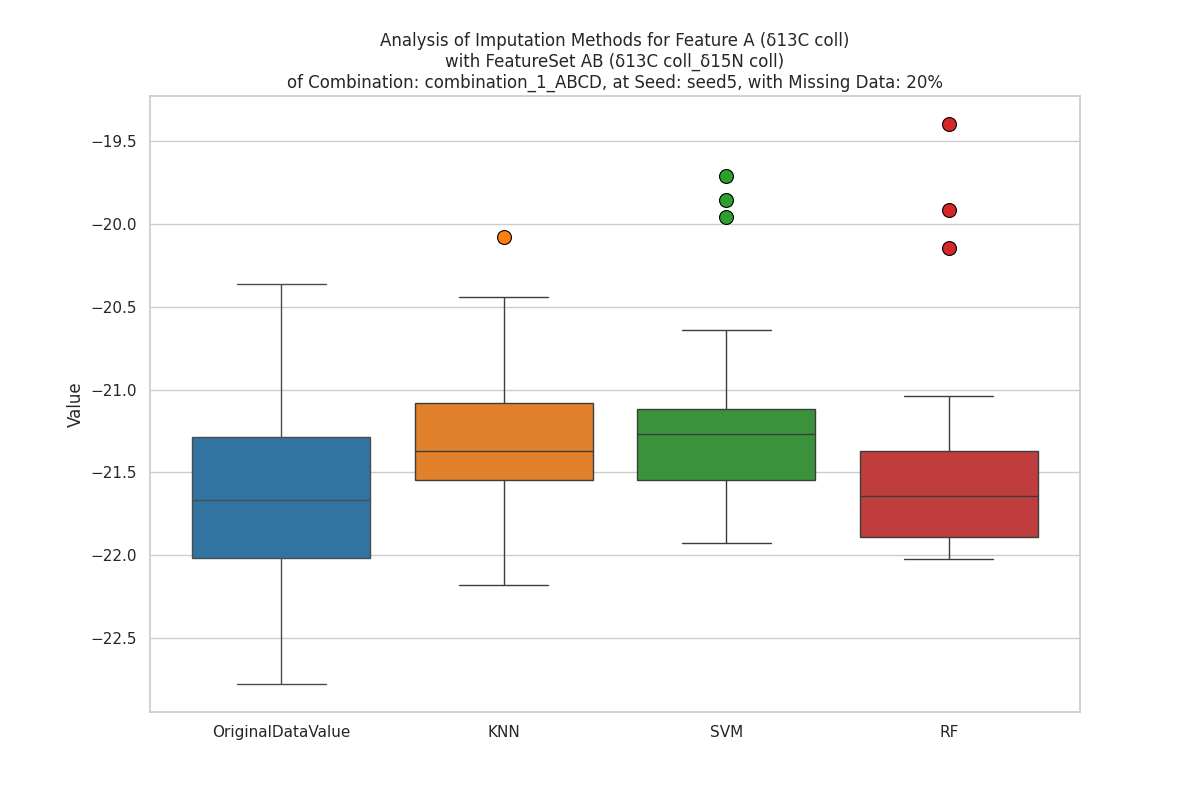 Analysis of Imputation Methods for Feature A (δ13C coll)
with FeatureSet AB (δ13C coll_δ15N coll)
of Combination: combination_1_ABCD, at Seed: seed5, with Missing Data: 20%
−19.5
−20.0
−20.5
−21.0
−21.5
−22.0
−22.5
Value
OriginalDataValue
KNN
SVM
RF